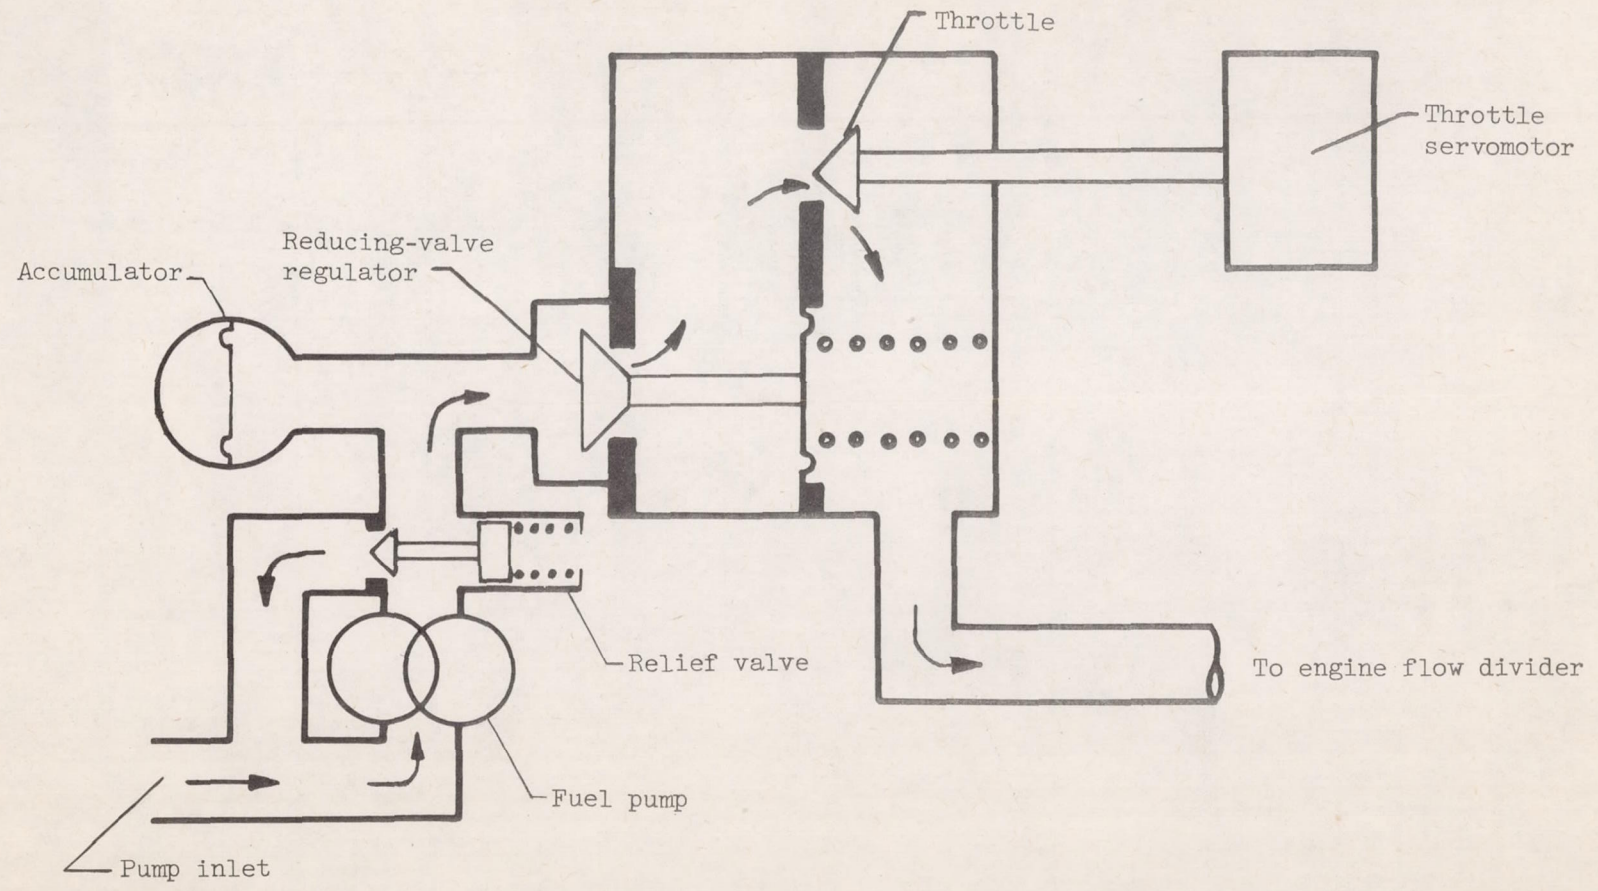 Throttle
Throttle
servomotor
Reducing-valve
regulator
Accumulator
Relief valve
To engine flow divider
Fuel pump
Pump inlet